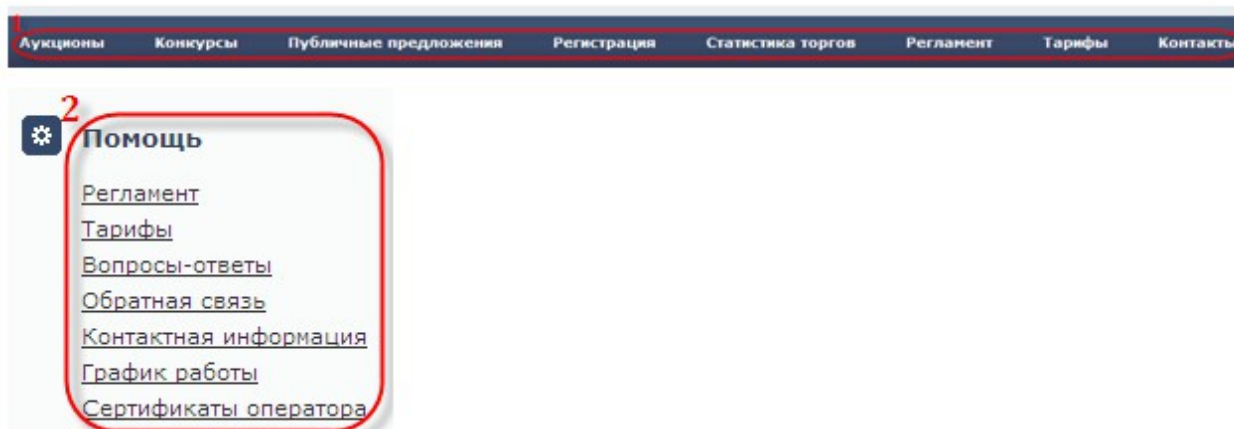 1
Аукционы Конкурсы Публичные предложения Регистрация Статистика торгов Регламент Тарифы Контакты
2
Помощь
Регламент
Тарифы
Вопросы-ответы
Обратная связь
Контактная информация
График работы
Сертификаты оператора